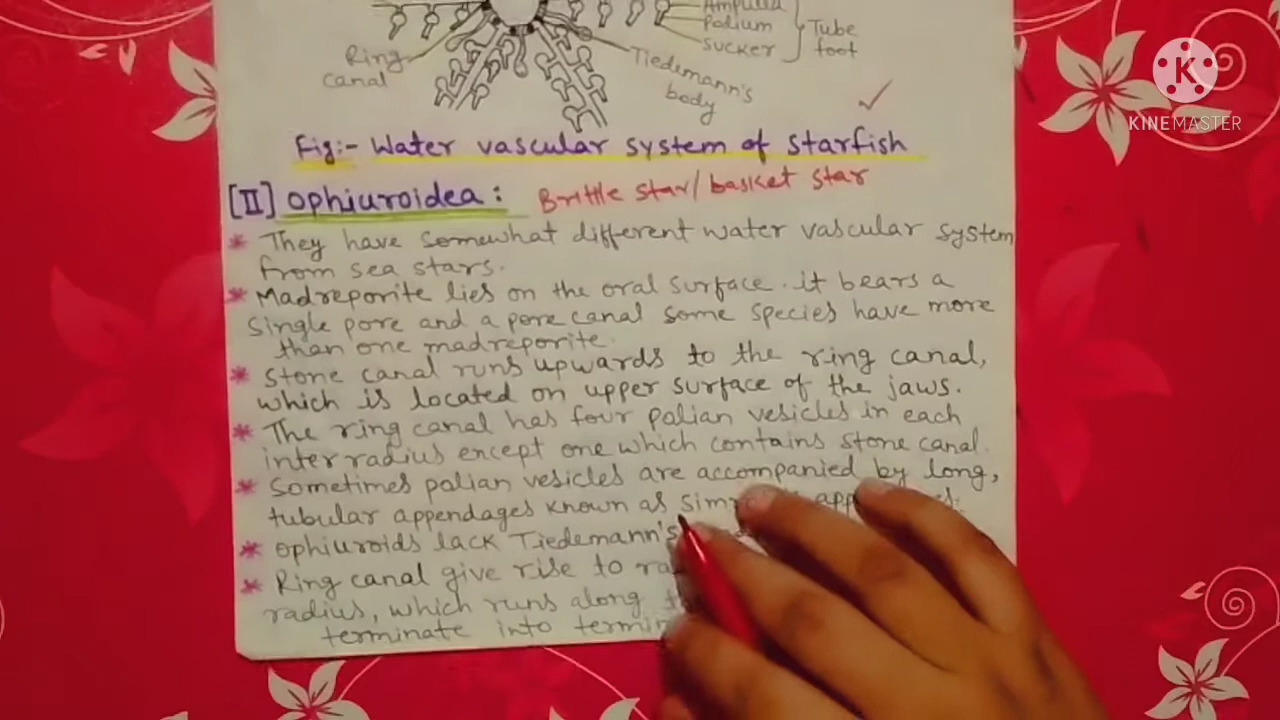 Ampulla
Podium
Sucker
Tube
foot
Ring
canal
Tiedemann's
body
KINEMASTER
Fig:- Water vascular system of starfish
[II] Ophiuroidea: Brittle star/basket star
* They have somewhat different water vascular system
from sea stars.
* Madreporite lies on the oral surface. it bears a
single pore and a pore canal some species have more
than one madreporite.
* Stone canal runs upwards to the ring canal,
which is located on upper surface of the jaws.
* The ring canal has four polian vesicles in each
interradius except one which contains stone canal.
* Sometimes polian vesicles are accompanied by long,
tubular appendages known as
* Ophiuroids lack Tiedemann's
* Ring canal give rise to
radius, which runs along
terminate into